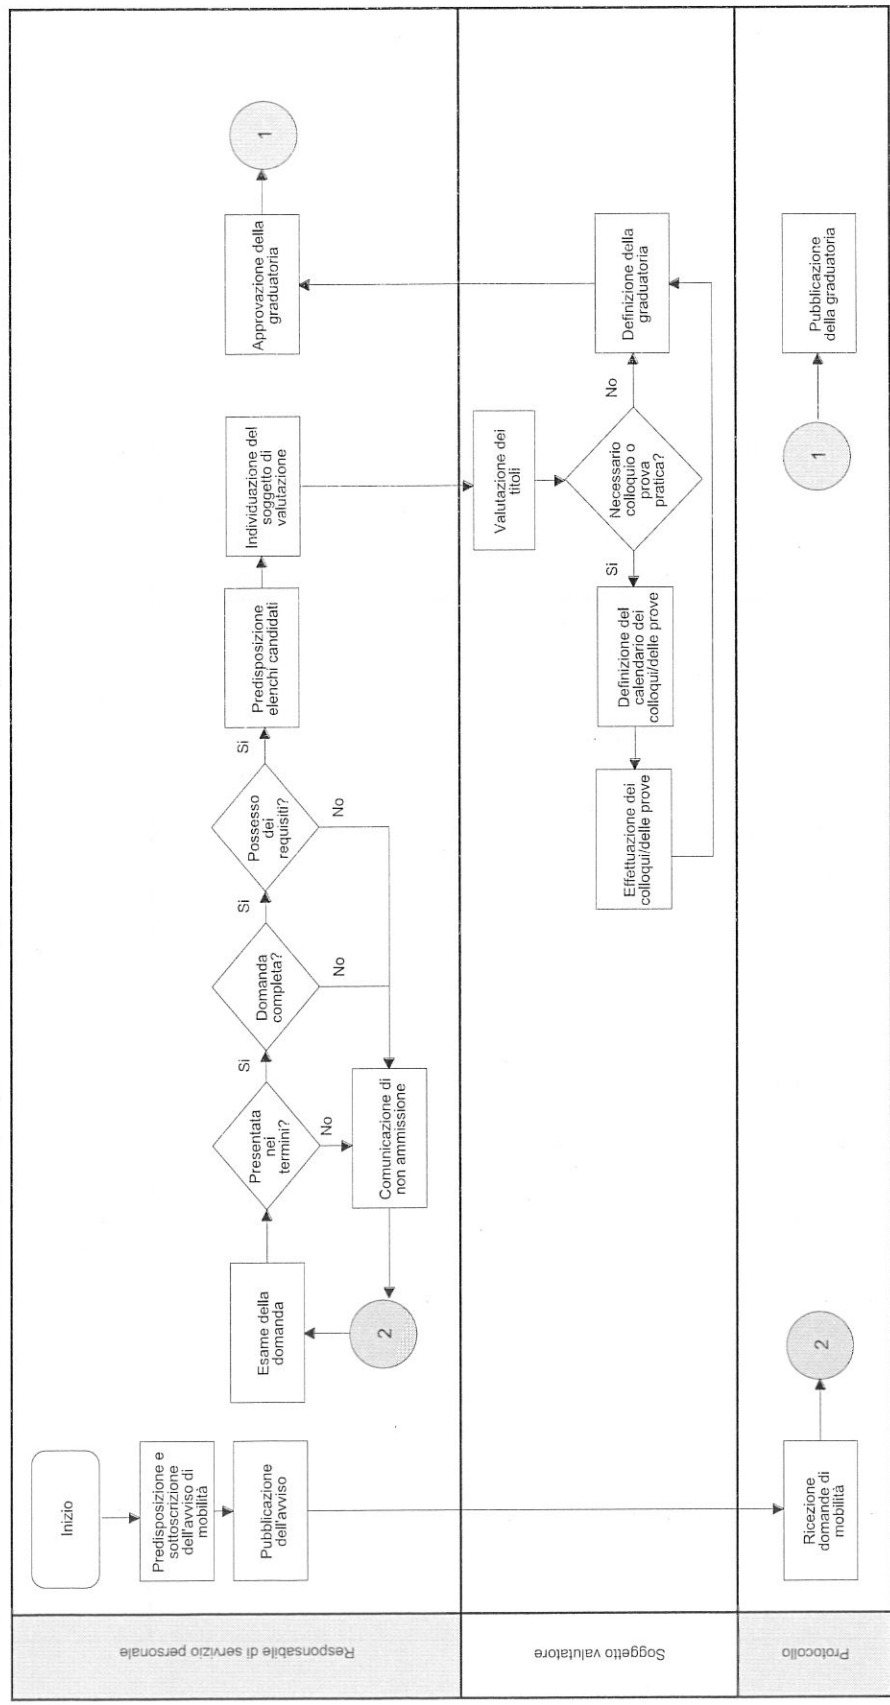 Responsabile di servizio personale
Inizio
Predisposizione e
sottoscrizione
dell'avviso di
mobilità
Pubblicazione
dell'avviso
Esame della
domanda
2
Presentata
nei
termini?
Si
No
Comunicazione di
non ammissione
Domanda
completa?
Si
No
Possesso
dei
requisiti?
Si
No
Predisposizione
elenchi candidati
Individuazione del
soggetto di
valutazione
Approvazione della
graduatoria
1
Soggetto valutatore
Valutazione dei
titoli
Necessario
colloquio o
prova
pratica?
Si
No
Definizione del
calendario dei
colloqui/delle prove
Effettuazione dei
colloqui/delle prove
Definizione della
graduatoria
Protocollo
Ricezione
domande di
mobilità
2
1
Pubblicazione
della graduatoria